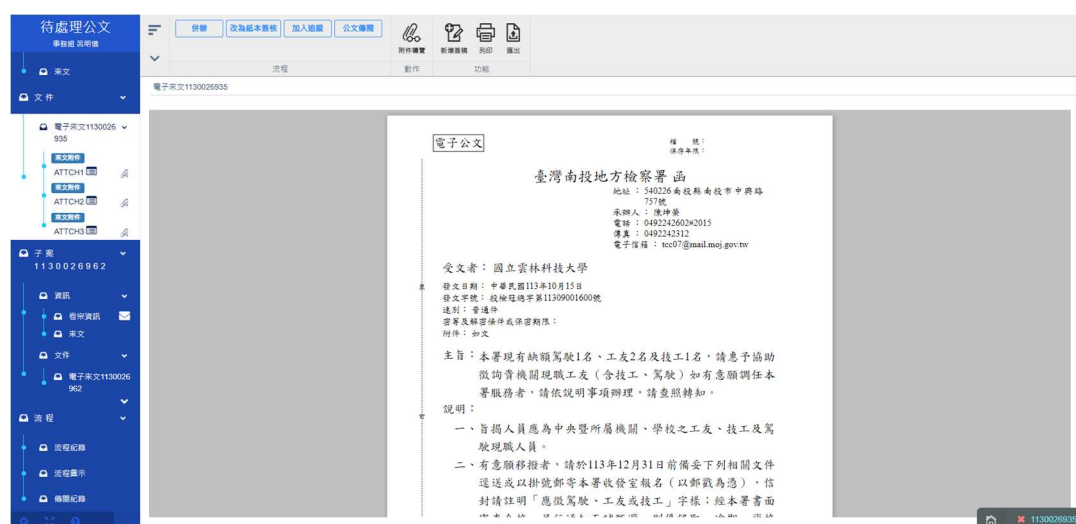 待處理公文
事務組 呂明儀
來文
文件
電子來文1130026
935
來文附件
ATTCH1
來文附件
ATTCH2
來文附件
ATTCH3
子案
1130026962
資訊
卷宗資訊
來文
文件
電子來文1130026
962
流程
流程紀錄
流程圖示
傳閱紀錄
併辦
改為紙本簽核
加入追蹤
公文傳閱
流程
附件導覽
動作
新增簽稿
列印
匯出
功能
電子來文1130026935
電子公文
檔 號:
保存年限:
臺灣南投地方檢察署 函
地址:540226南投縣南投市中興路
757號
承辦人:陳坤榮
電話:0492242602#2015
傳真:0492242312
電子信箱:tcc07@mail.moj.gov.tw
受文者:國立雲林科技大學
發文日期:中華民國113年10月15日
發文字號:投檢冠總字第11309001600號
速別:普通件
密等及解密條件或保密期限:
附件:如文
主旨:本署現有缺額駕駛1名、工友2名及技工1名,請惠予協助
徵詢貴機關現職工友(含技工、駕駛)如有意願調任本
署服務者,請依說明事項辦理,請查照轉知。
說明:
一、旨揭人員應為中央暨所屬機關、學校之工友、技工及駕
駛現職人員。
二、有意願移撥者,請於113年12月31日前備妥下列相關文件
逕送或以掛號郵寄本署收發室報名(以郵戳為憑),信
封請註明「應徵駕駛、工友或技工」字樣;經本署書面
1130026935